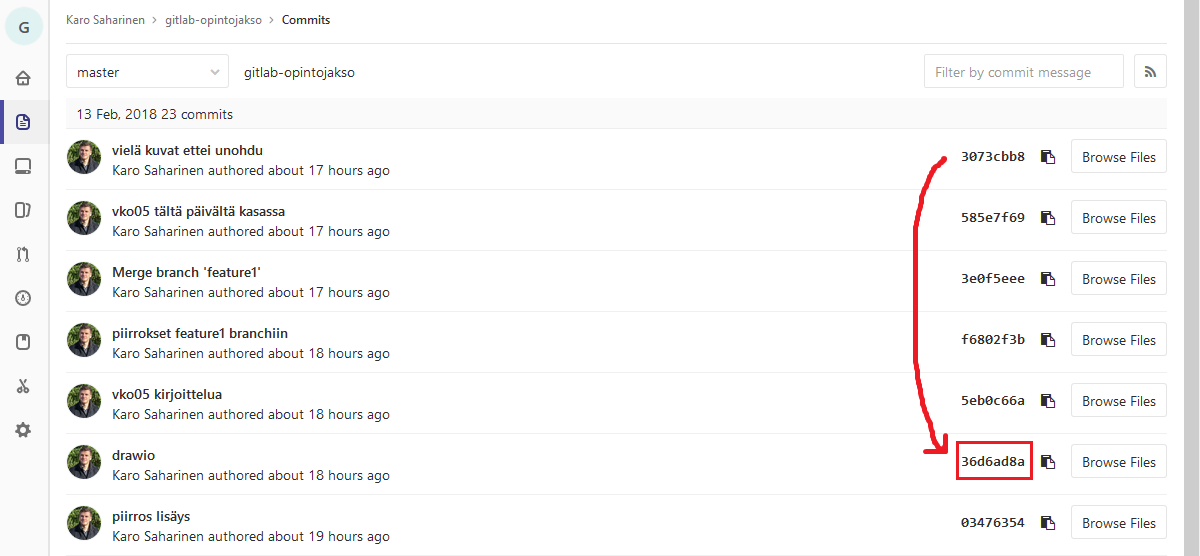 G
Karo Saharinen > gitlab-opintojakso > Commits
master
gitlab-opintojakso
Filter by commit message
13 Feb, 2018 23 commits
vielä kuvat ettei unohdu
Karo Saharinen authored about 17 hours ago
3073cbb8
Browse Files
vko05 tältä päivältä kasassa
Karo Saharinen authored about 17 hours ago
585e7f69
Browse Files
Merge branch 'feature1'
Karo Saharinen authored about 17 hours ago
3e0f5eee
Browse Files
piirrokset feature1 branchiin
Karo Saharinen authored about 18 hours ago
f6802f3b
Browse Files
vko05 kirjoittelua
Karo Saharinen authored about 18 hours ago
5eb0c66a
Browse Files
drawio
Karo Saharinen authored about 18 hours ago
36d6ad8a
Browse Files
piirros lisäys
Karo Saharinen authored about 19 hours ago
03476354
Browse Files